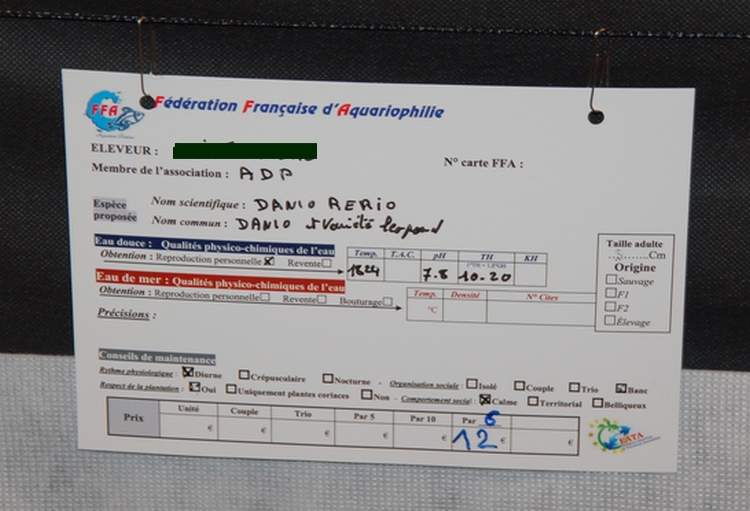 FFA Fédération Française d'Aquariophilie
ELEVEUR :
N° carte FFA :
Membre de l'association : ADP
Espèce proposée
Nom scientifique : DANIO RERIO
Nom commun : DANIO Variété leopard
Eau douce : Qualités physico-chimiques de l'eau
Obtention : Reproduction personnelle Revente
Temp. T.A.C. pH TH KH
1824 7.8 10-20
Taille adulte
Cm
Origine
Sauvage
F1
F2
Élevage
Eau de mer : Qualités physico-chimiques de l'eau
Obtention : Reproduction personnelle Revente Bouturage
Temp. Densité N° Cites
°C
Précisions :
Conseils de maintenance
Rythme physiologique : Diurne Crépusculaire Nocturne - Organisation sociale : Isolé Couple Trio Banc
Respect de la plantation : Oui Uniquement plantes coriaces Non - Comportement social : Calme Territorial Belliqueux
Prix
Unité Couple Trio Par 5 Par 10 Par 6
€ € € € € 12 €